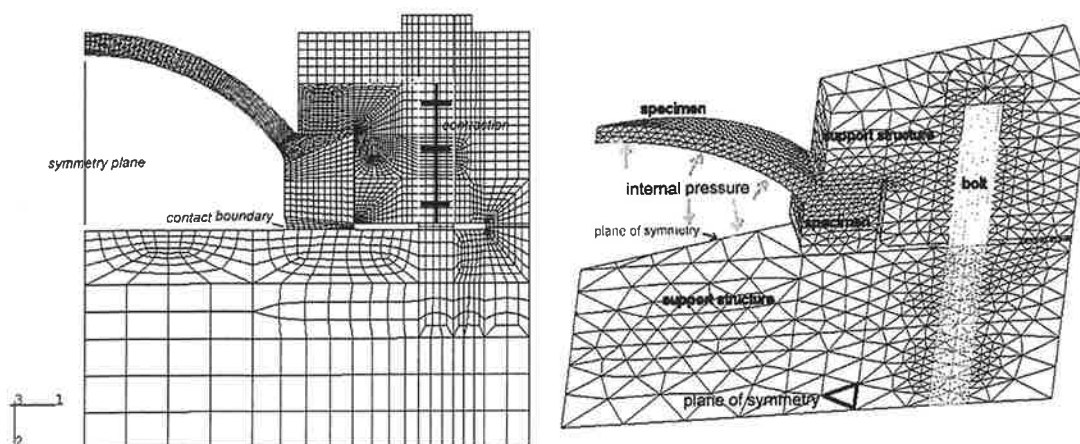 symmetry plane
contact boundary
contraction
3 1
2
specimen
support structure
bolt
internal pressure
plane of symmetry
specimen
support structure
plane of symmetry